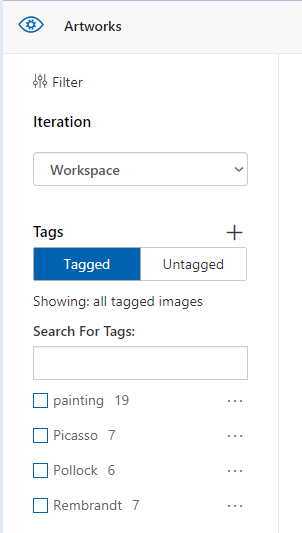 Artworks
Filter
Iteration
Workspace
Tags
Tagged Untagged
Showing: all tagged images
Search For Tags:
painting 19
Picasso 7
Pollock 6
Rembrandt 7